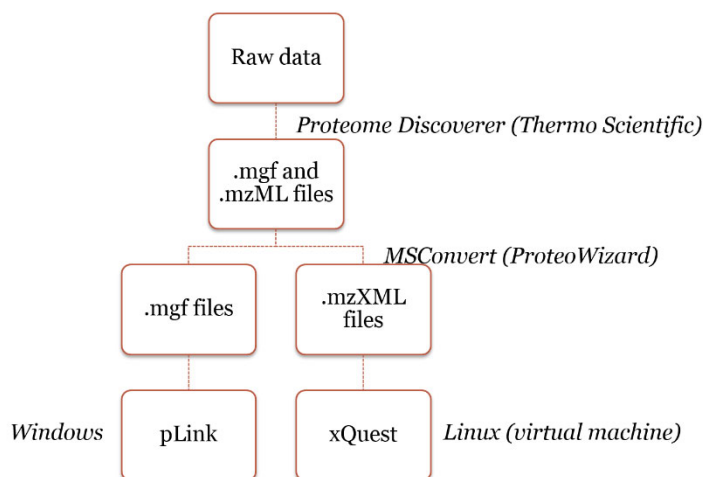 Raw data
Proteome Discoverer (Thermo Scientific)
.mgf and
.mzML files
MSConvert (ProteoWizard)
.mgf files
.mzXML
files
Windows
pLink
xQuest
Linux (virtual machine)